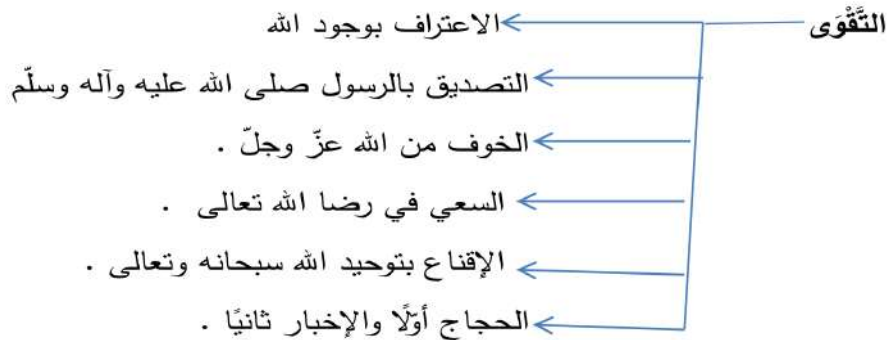 التَّقْوَى
الاعتراف بوجود الله
التصديق بالرسول صلى الله عليه وآله وسلّم
الخوف من الله عزّ وجلّ .
السعي في رضا الله تعالى .
الإقناع بتوحيد الله سبحانه وتعالى .
الحجاج أوّلًا والإخبار ثانيًا .